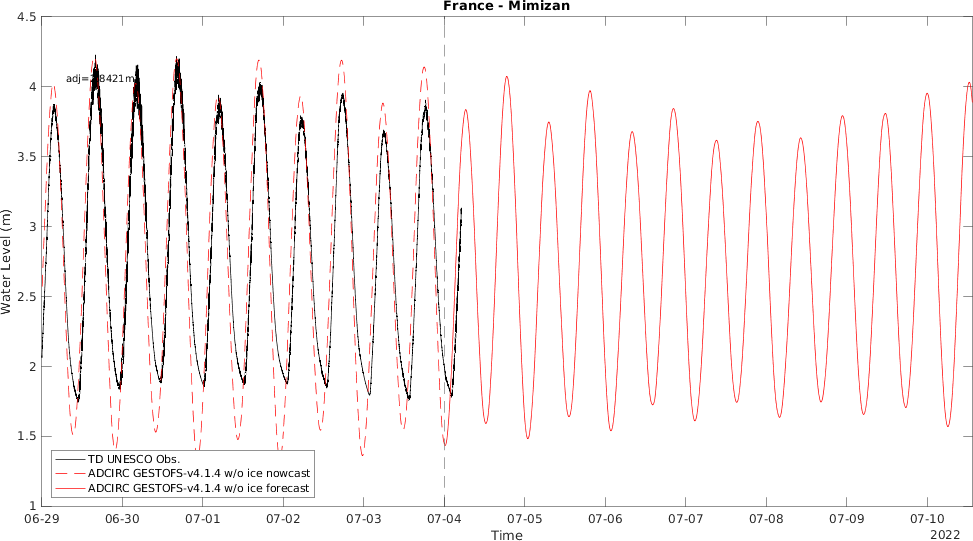 France - Mimizan
4.5
4
3.5
3
2.5
2
1.5
1
Water Level (m)
TD UNESCO Obs.
ADCIRC GESTOFS-v4.1.4 w/o ice nowcast
ADCIRC GESTOFS-v4.1.4 w/o ice forecast
06-29 06-30 07-01 07-02 07-03 07-04 07-05 07-06 07-07 07-08 07-09 07-10
Time
2022